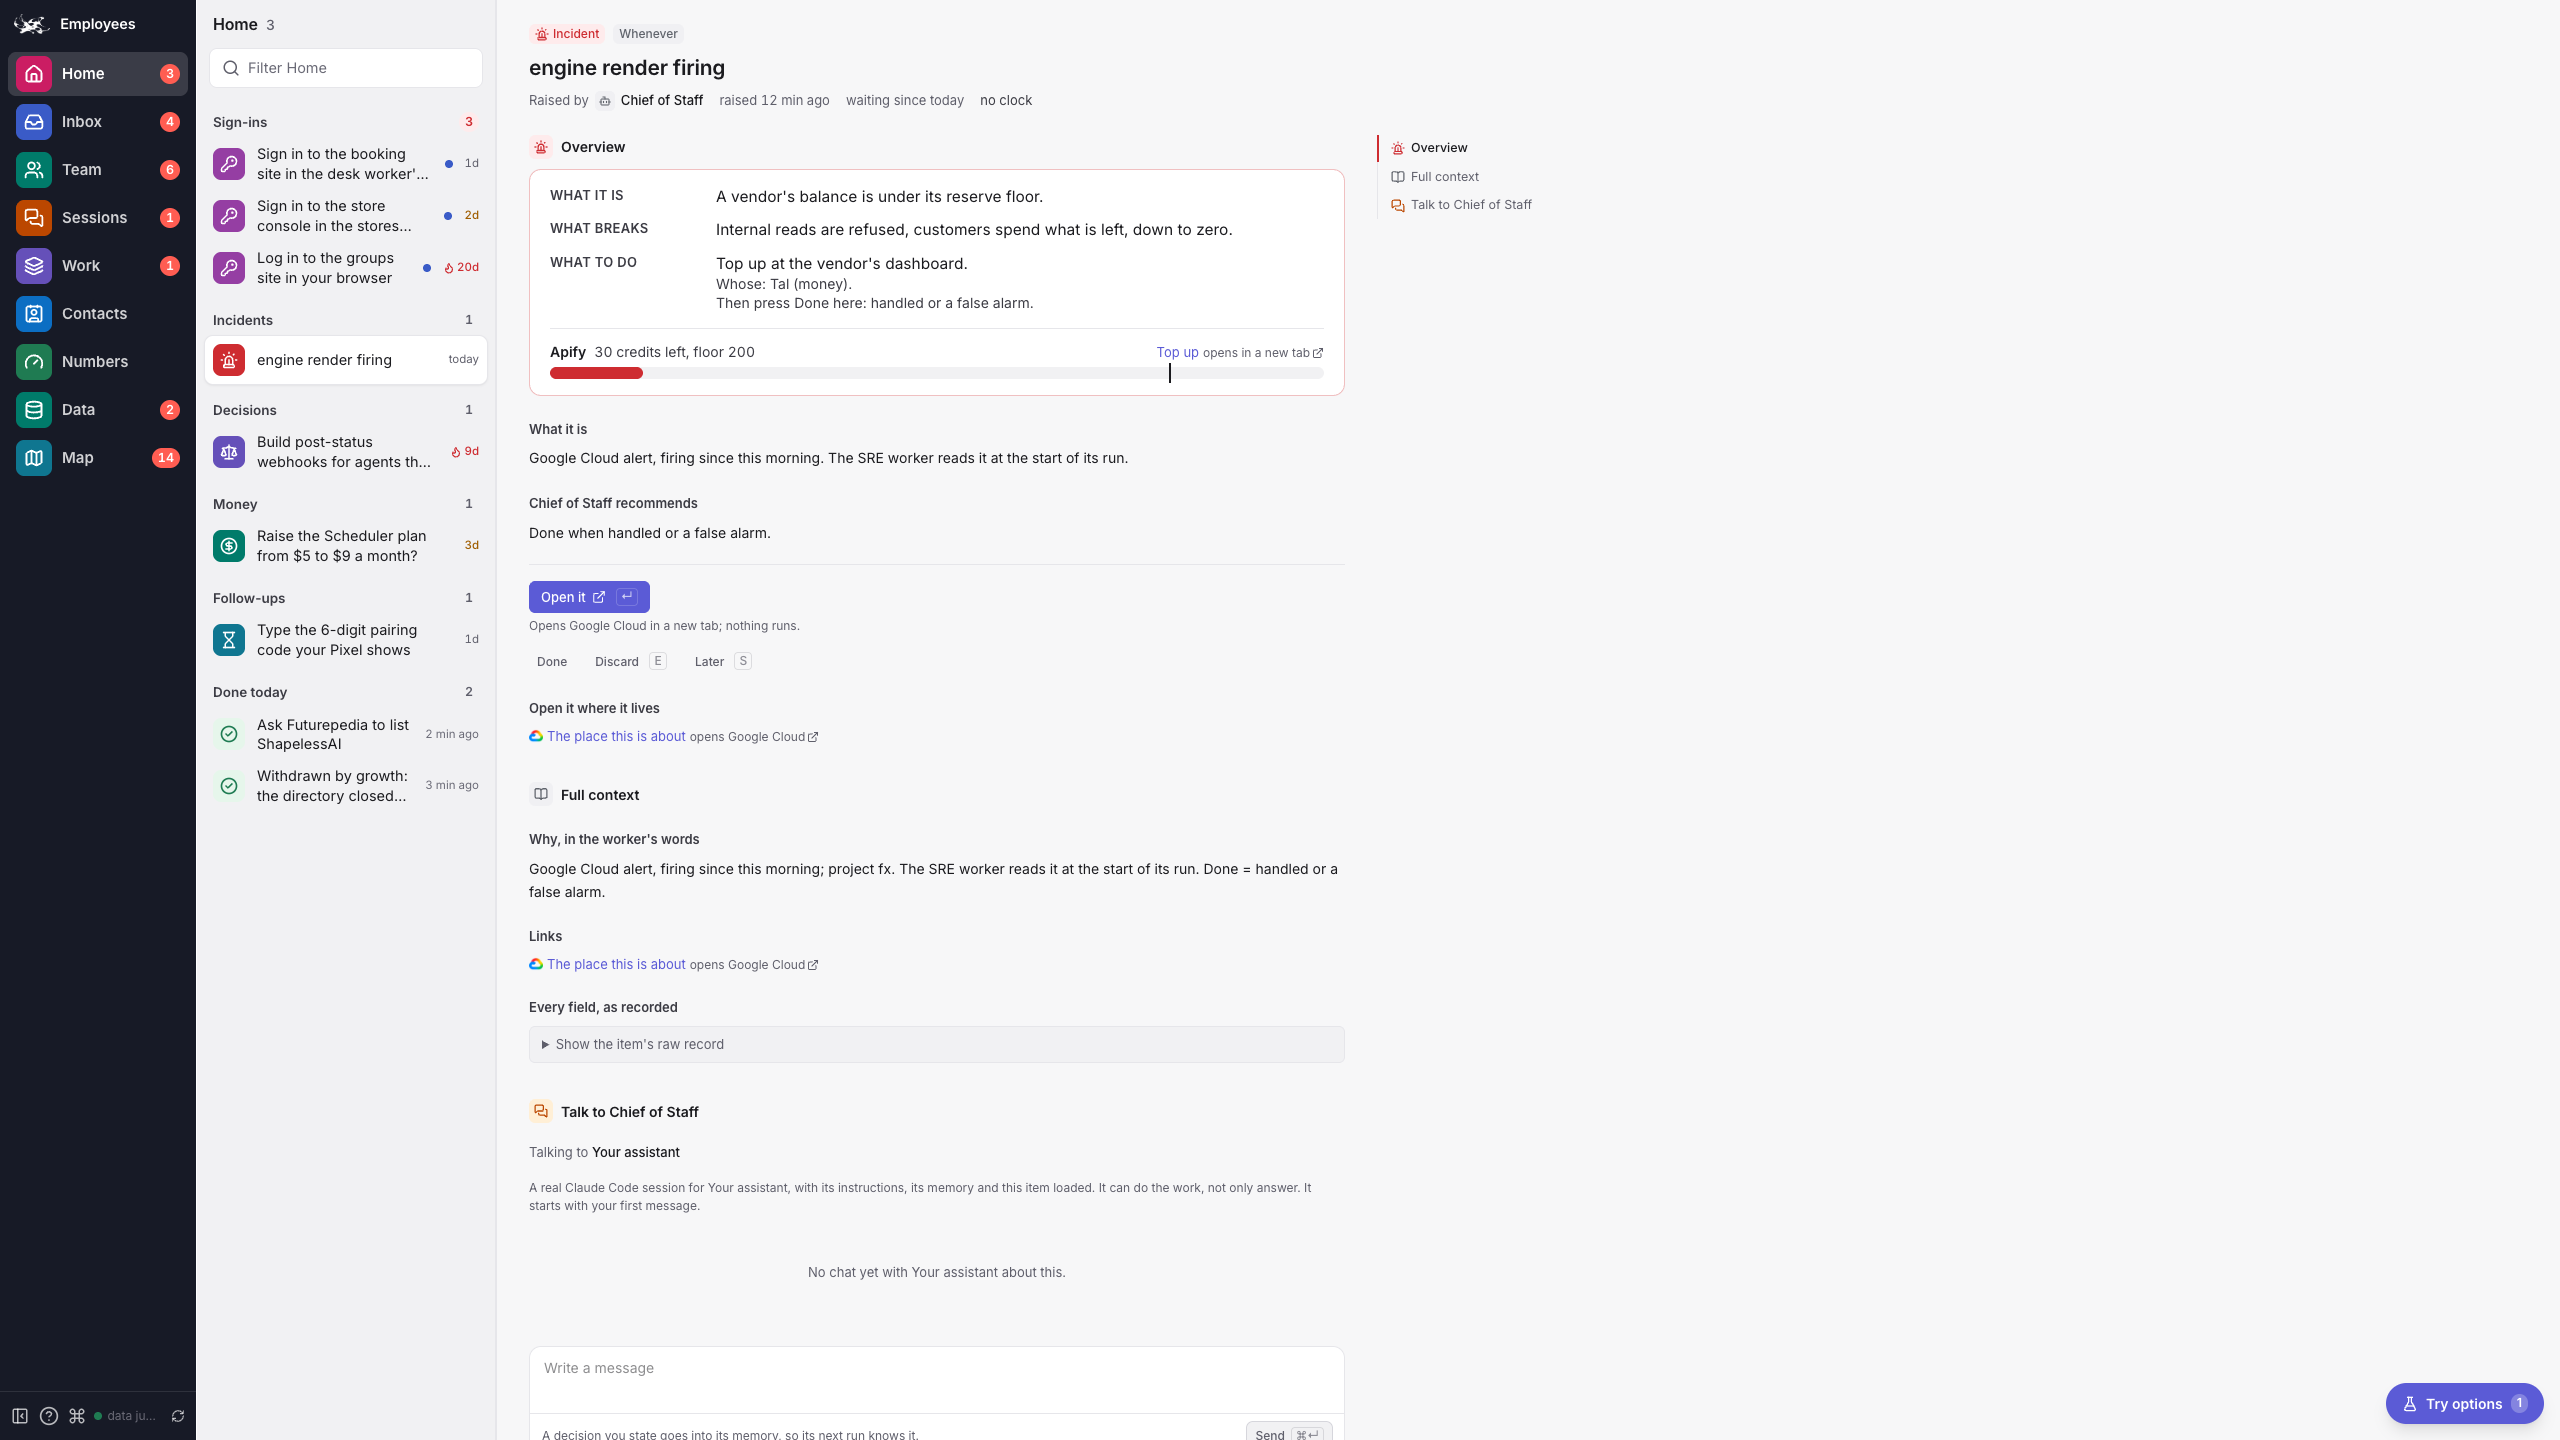 Employees
Home 3
Inbox 4
Team 6
Sessions 1
Work 1
Contacts
Numbers
Data 2
Map 14
data ju...
Home 3
Filter Home
Sign-ins 3
Sign in to the booking
site in the desk worker'... 1d
Sign in to the store
console in the stores... 2d
Log in to the groups
site in your browser 20d
Incidents 1
engine render firing today
Decisions 1
Build post-status
webhooks for agents th... 9d
Money 1
Raise the Scheduler plan
from $5 to $9 a month? 3d
Follow-ups 1
Type the 6-digit pairing
code your Pixel shows 1d
Done today 2
Ask Futurepedia to list
ShapelessAI 2 min ago
Withdrawn by growth:
the directory closed... 3 min ago
Incident Whenever
engine render firing
Raised by Chief of Staff raised 12 min ago waiting since today no clock
Overview
WHAT IT IS A vendor's balance is under its reserve floor.
WHAT BREAKS Internal reads are refused, customers spend what is left, down to zero.
WHAT TO DO Top up at the vendor's dashboard.
Whose: Tal (money).
Then press Done here: handled or a false alarm.
Apify 30 credits left, floor 200 Top up opens in a new tab
What it is
Google Cloud alert, firing since this morning. The SRE worker reads it at the start of its run.
Chief of Staff recommends
Done when handled or a false alarm.
Open it ↵
Opens Google Cloud in a new tab; nothing runs.
Done Discard E Later S
Open it where it lives
The place this is about opens Google Cloud
Full context
Why, in the worker's words
Google Cloud alert, firing since this morning; project fx. The SRE worker reads it at the start of its run. Done = handled or a
false alarm.
Links
The place this is about opens Google Cloud
Every field, as recorded
Show the item's raw record
Talk to Chief of Staff
Talking to Your assistant
A real Claude Code session for Your assistant, with its instructions, its memory and this item loaded. It can do the work, not only answer. It
starts with your first message.
No chat yet with Your assistant about this.
Write a message
A decision you state goes into its memory, so its next run knows it.
Send ⌘↵
Overview
Full context
Talk to Chief of Staff
Try options 1